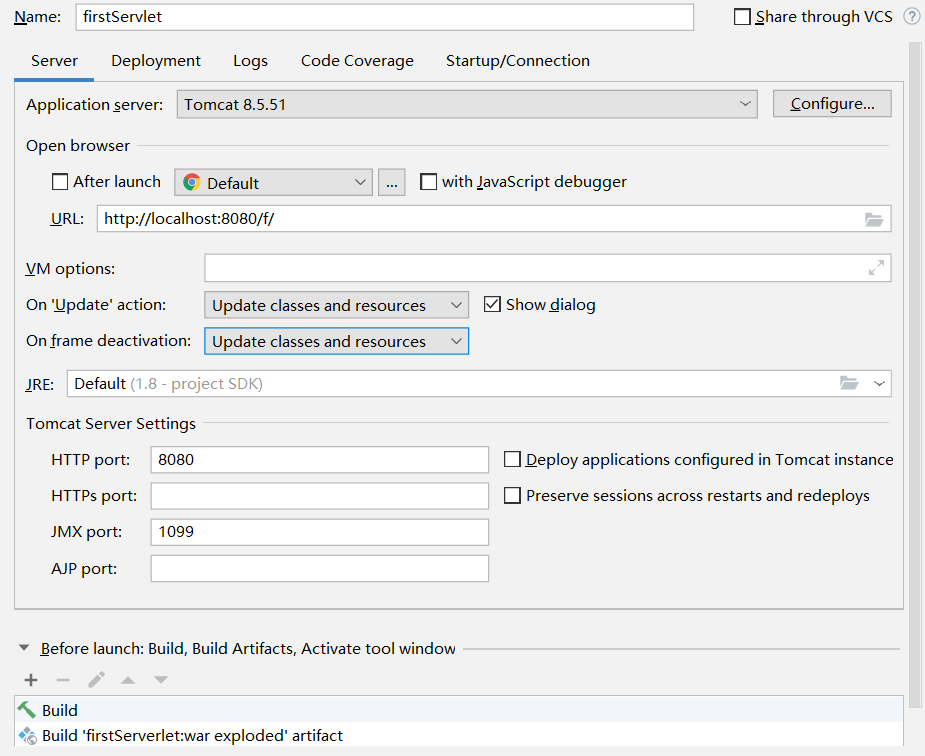 Name: firstServlet Share through VCS ?
Server Deployment Logs Code Coverage Startup/Connection
Application server: Tomcat 8.5.51 Configure...
Open browser
After launch Default ... with JavaScript debugger
URL: http://localhost:8080/f/
VM options:
On 'Update' action: Update classes and resources Show dialog
On frame deactivation: Update classes and resources
JRE: Default (1.8 - project SDK)
Tomcat Server Settings
HTTP port: 8080 Deploy applications configured in Tomcat instance
HTTPs port: Preserve sessions across restarts and redeploys
JMX port: 1099
AJP port:
Before launch: Build, Build Artifacts, Activate tool window
Build
Build 'firstServerlet:war exploded' artifact